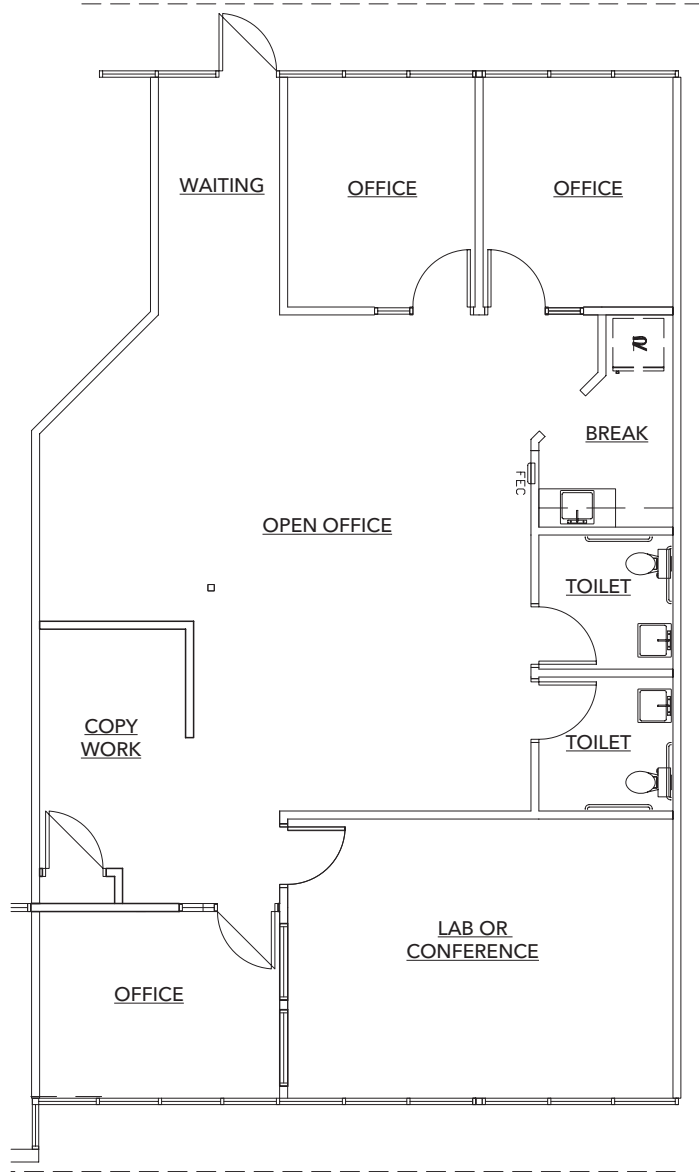 WAITING
OFFICE
OFFICE
BREAK
FEC
OPEN OFFICE
TOILET
COPY
WORK
TOILET
LAB OR
CONFERENCE
OFFICE